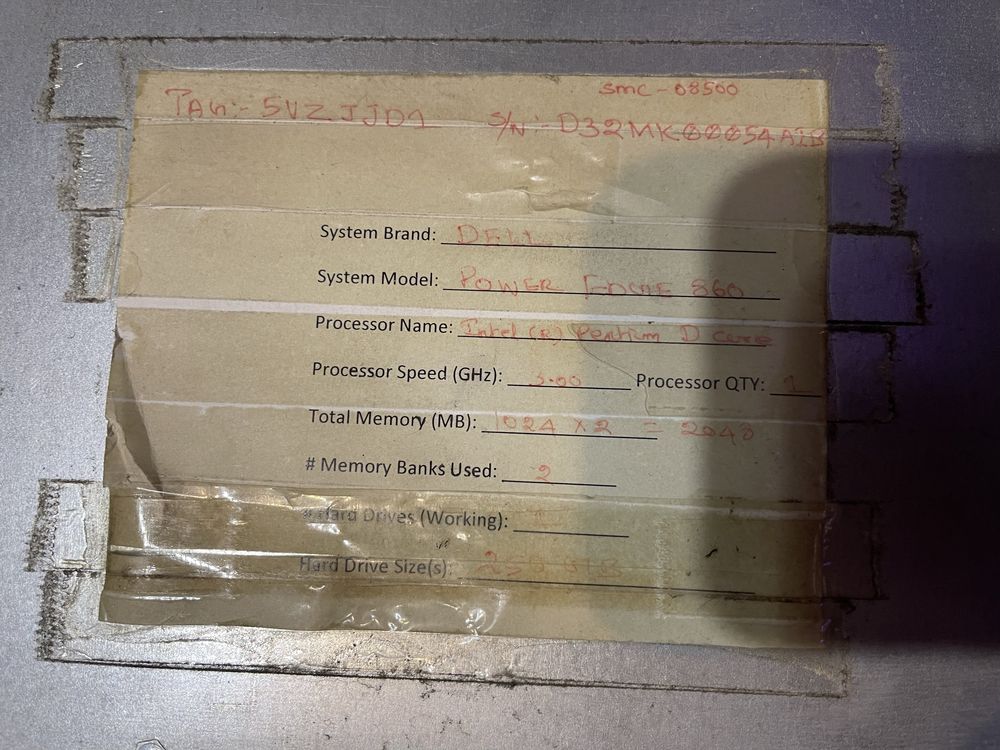 smc - 08500
TAG:- 5VZJJD1 S/N:- D32MK00054A2B
System Brand: DELL
System Model: POWER EDGE 860
Processor Name: Intel (R) Pentium D
Processor Speed (GHz): 3.00 Processor QTY: 1
Total Memory (MB): 1024 X 2 = 2048
# Memory Banks Used: 2
# Hard Drives (Working):
Hard Drive Size(s):